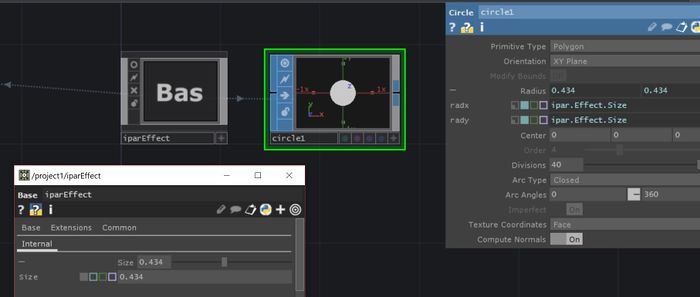 Circle circle1
? ? i
Primitive Type Polygon
Orientation XY Plane
Modify Bounds Off
Radius 0.434 0.434
radx ipar.Effect.Size
rady ipar.Effect.Size
Center 0 0 0
Order 4
Divisions 40
Arc Type Closed
Arc Angles 0 360
Imperfect On
Texture Coordinates Face
Compute Normals On
Bas
iparEffect +
-1x 1x
z
y
x
circle1 +
/project1/iparEffect
Base iparEffect
? ? i
Base Extensions Common
Internal
Size 0.434
Size 0.434